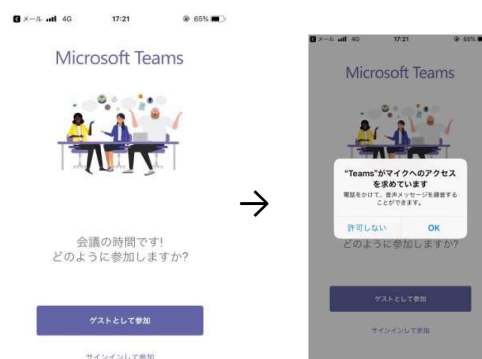 メール 4G 17:21 65%
Microsoft Teams
会議の時間です!
どのように参加しますか?
ゲストとして参加
サインインして参加
→
メール 4G 17:21 65%
Microsoft Teams
"Teams"がマイクへのアクセス
を求めています
電話をかけて、音声メッセージを録音する
ことができます。
許可しない OK
どのように参加しますか?
ゲストとして参加
サインインして参加